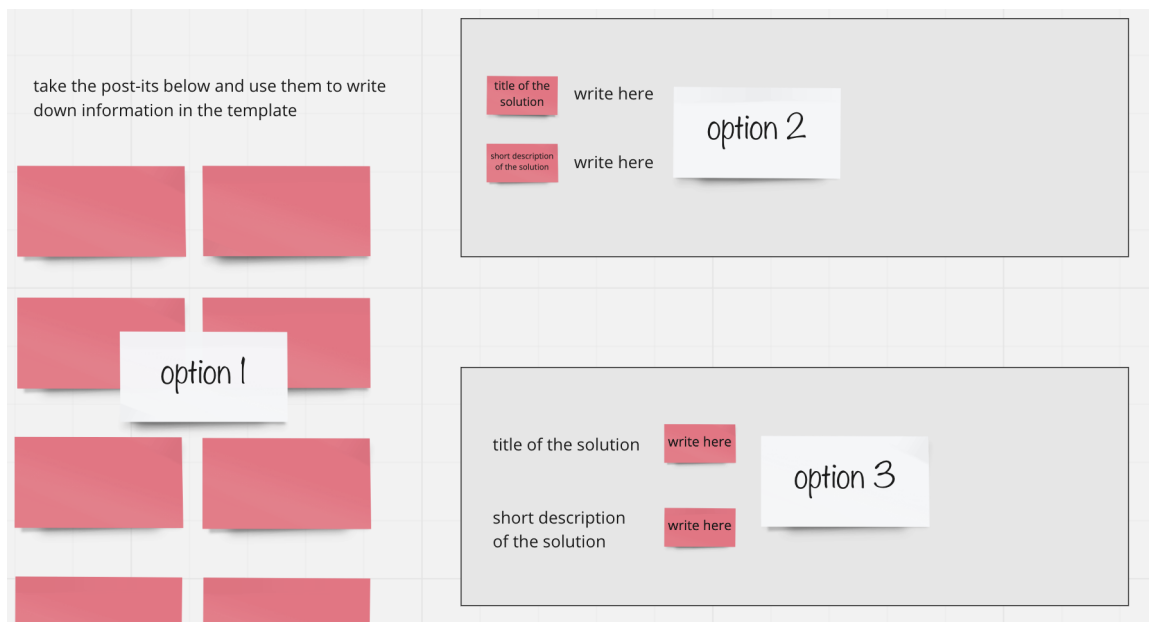 take the post-its below and use them to write
down information in the template
option 1
title of the
solution
write here
short description
of the solution
write here
option 2
title of the solution
write here
short description
of the solution
write here
option 3